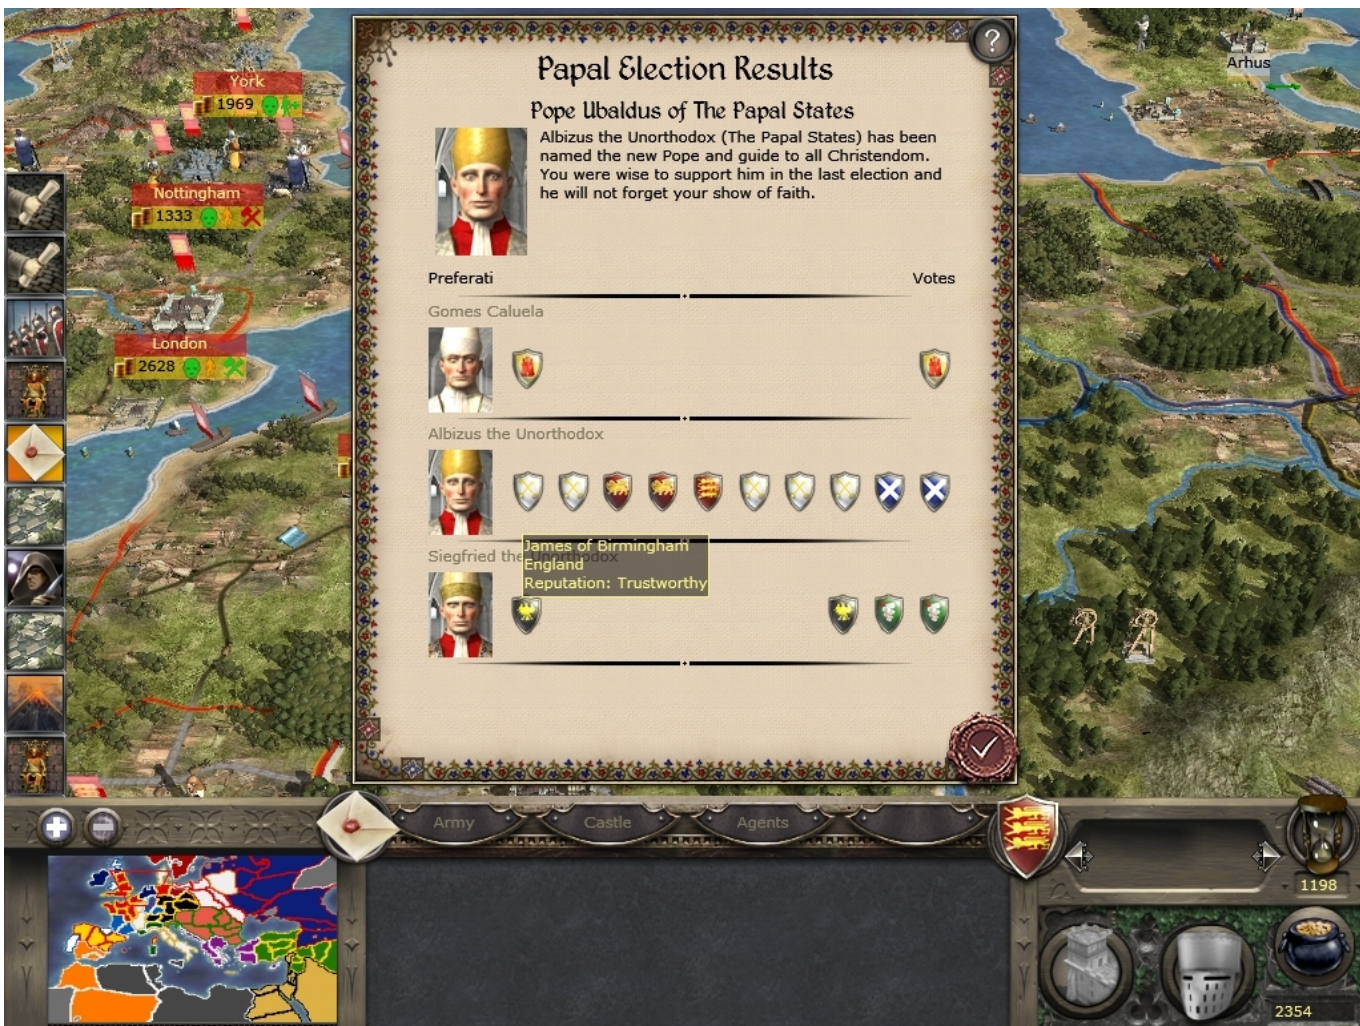 Papal Election Results
Pope Ubaldus of The Papal States
Albizus the Unorthodox (The Papal States) has been
named the new Pope and guide to all Christendom.
You were wise to support him in the last election and
he will not forget your show of faith.
Preferati Votes
Gomes Caluela
Albizus the Unorthodox
Siegfried the Unorthodox
James of Birmingham
England
Reputation: Trustworthy
York
1969
Nottingham
1333
London
2628
Arhus
?
Army
Castle
Agents
1198
2354